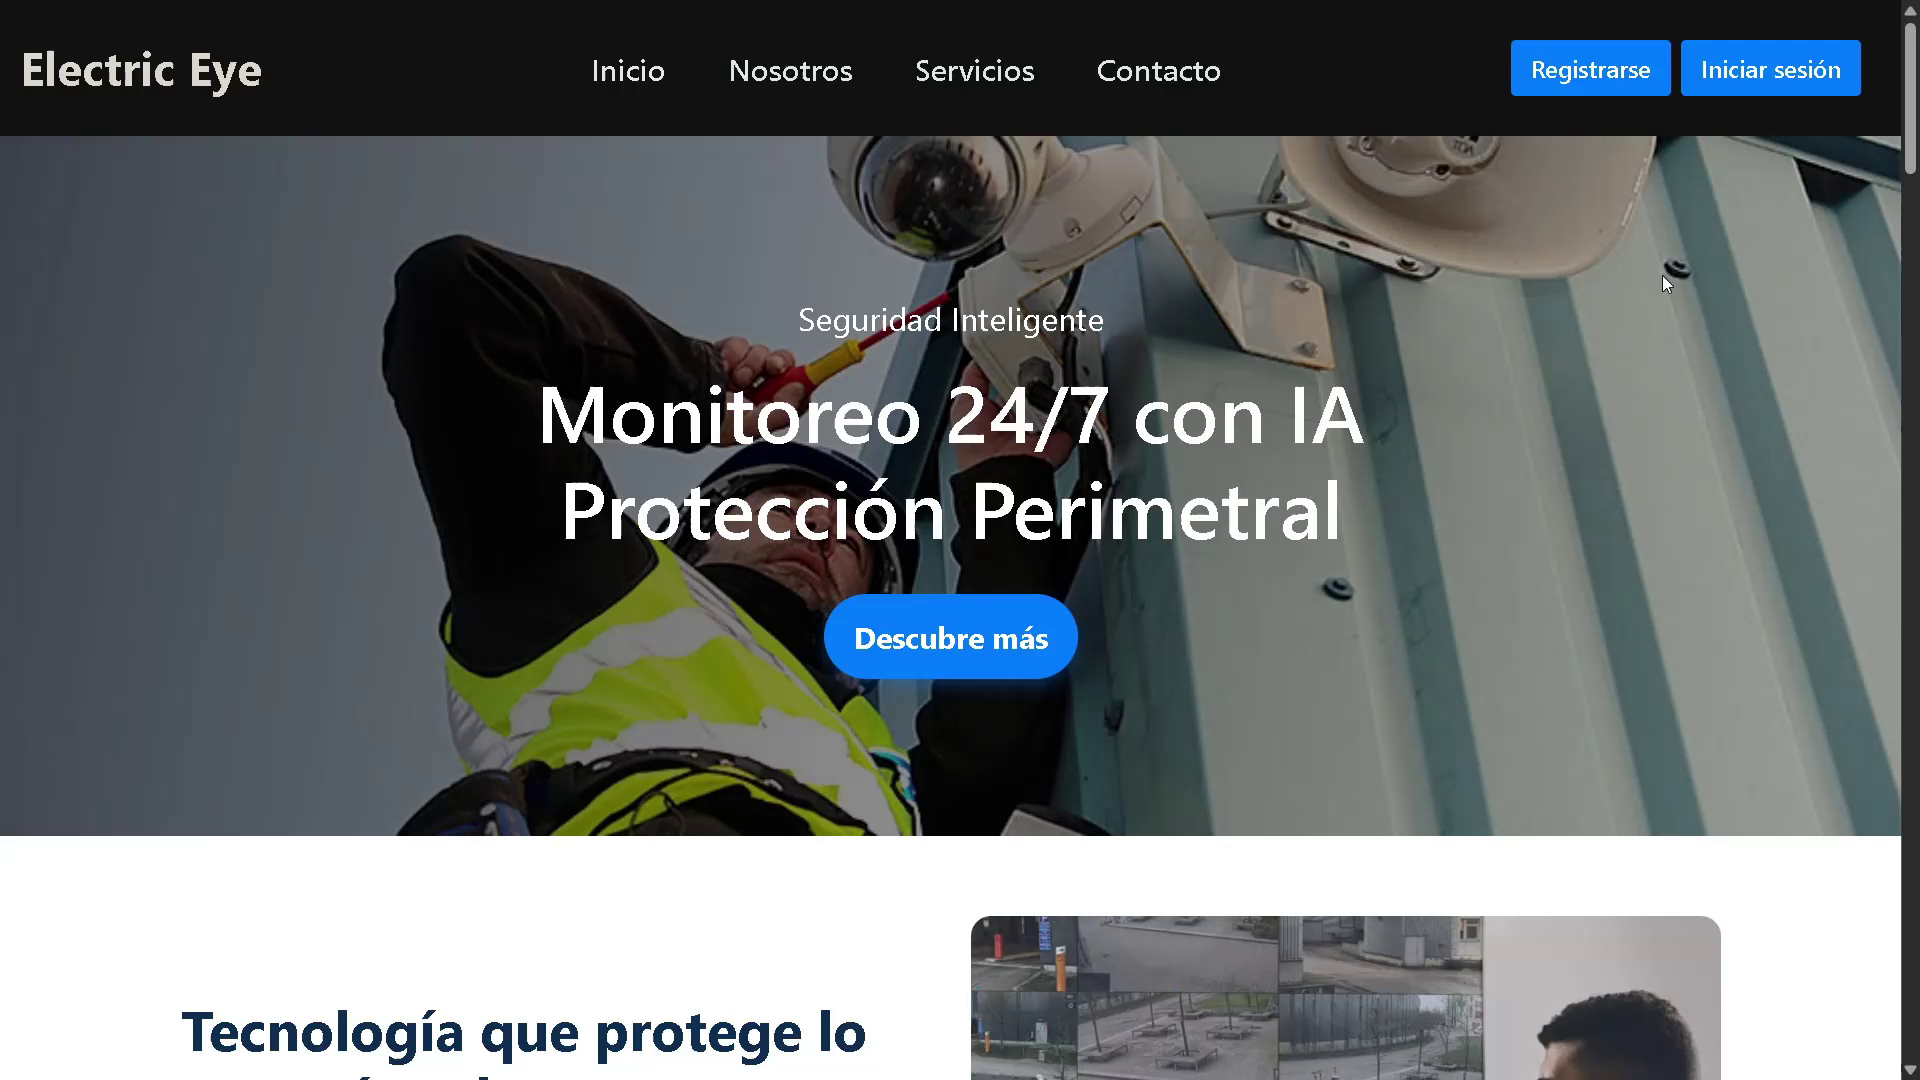 Electric Eye
Inicio
Nosotros
Servicios
Contacto
Registrarse
Iniciar sesión
TOA
Seguridad Inteligente
Monitoreo 24/7 con IA
Protección Perimetral
Descubre más
Tecnología que protege lo